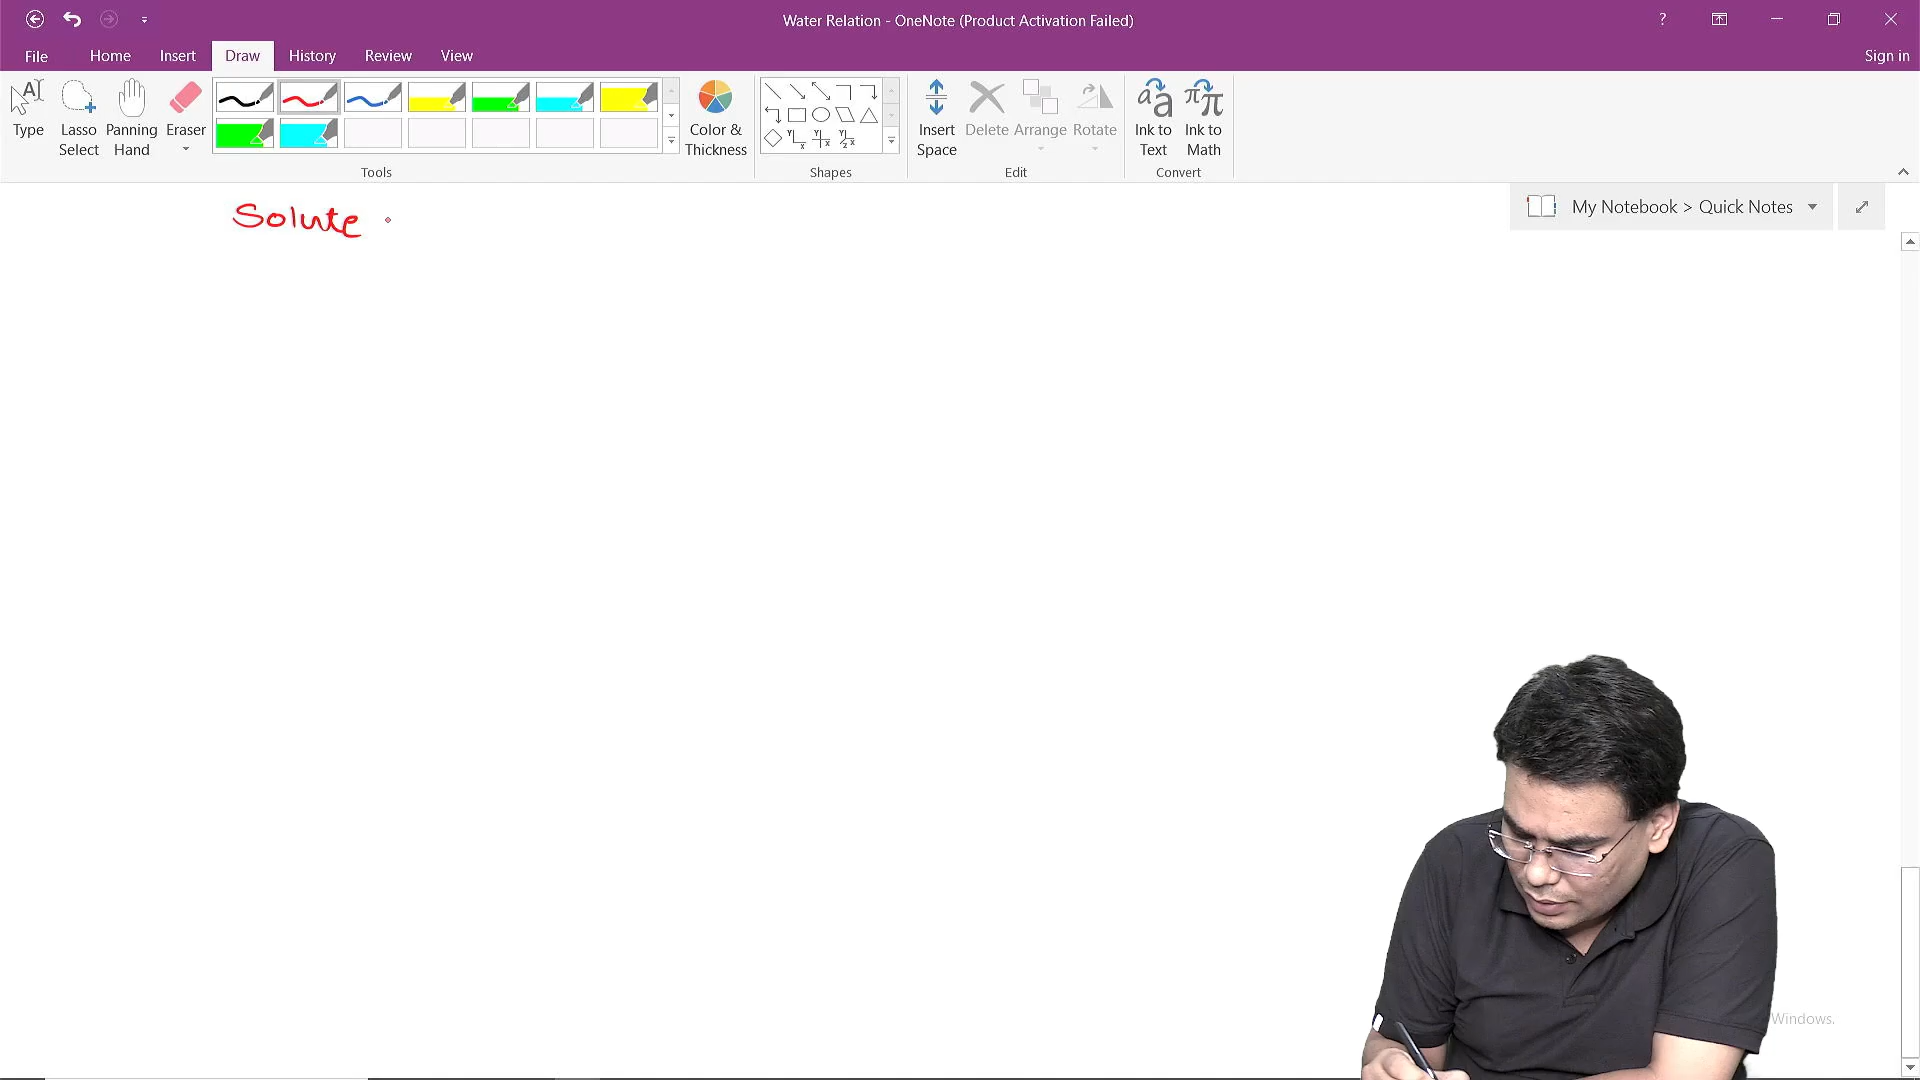 Water Relation - OneNote (Product Activation Failed)
?
File Home Insert Draw History Review View
Sign in
Type
Lasso Select
Panning Hand
Eraser
Color & Thickness
Insert Space
Delete
Arrange
Rotate
Ink to Text
Ink to Math
Tools
Shapes
Edit
Convert
Solute
My Notebook > Quick Notes
Windows.